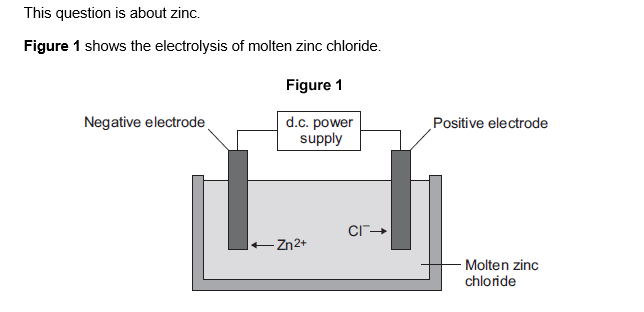 This question is about zinc.
Figure 1 shows the electrolysis of molten zinc chloride.
Figure 1
Negative electrode
d.c. power
supply
Positive electrode
Zn2+
Cl⁻
Molten zinc
chloride